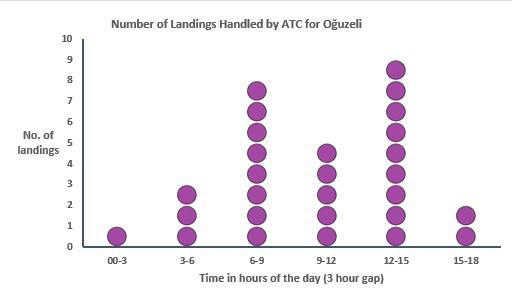 Number of Landings Handled by ATC for Oğuzeli
10
9
8
7
6
5
4
3
2
1
0
No. of
landings
00-3 3-6 6-9 9-12 12-15 15-18
Time in hours of the day (3 hour gap)